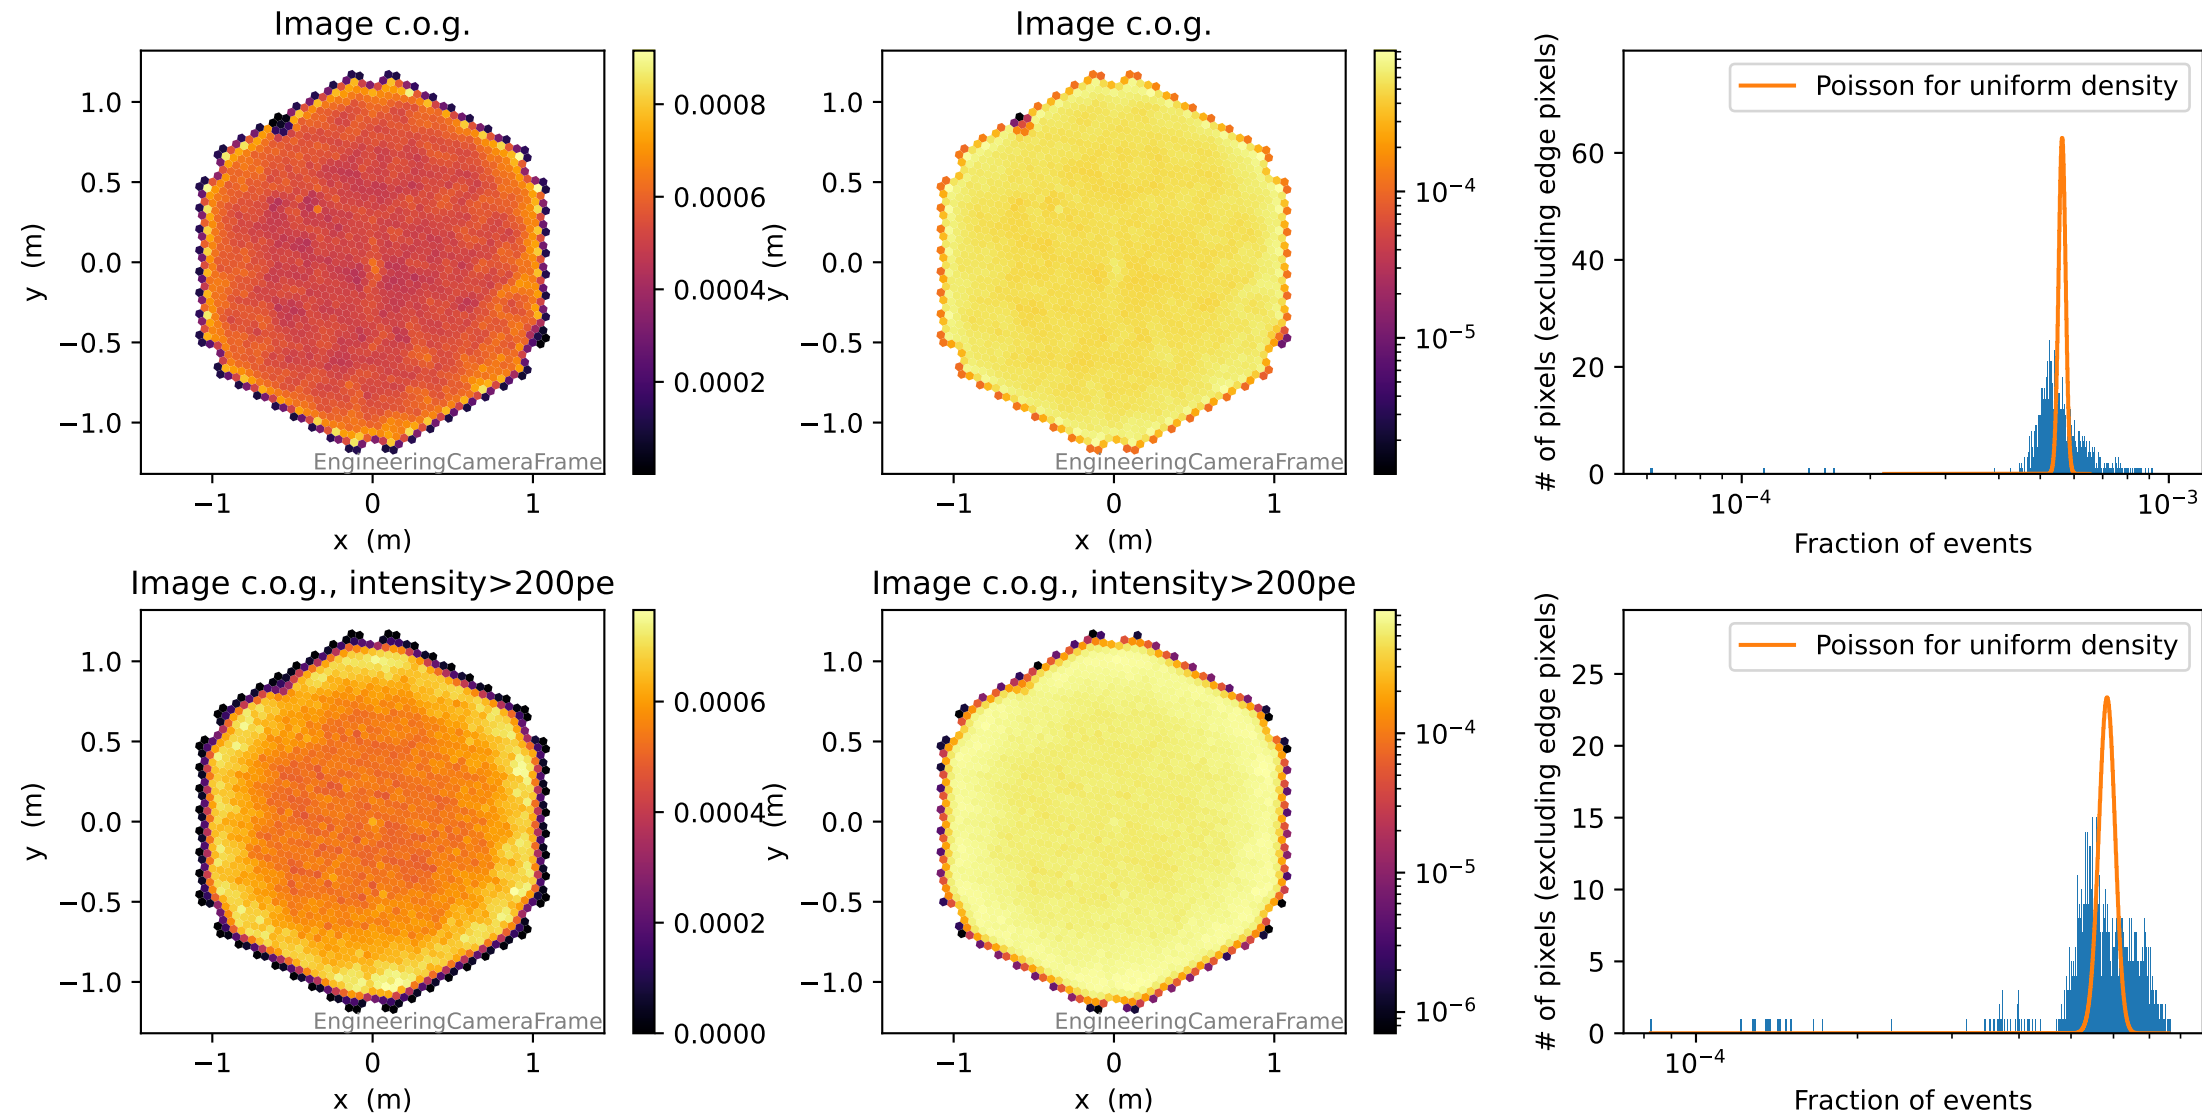 Image c.o.g.
1.0
0.5
0.0
−0.5
−1.0
y (m)
−1
0
1
x (m)
EngineeringCameraFrame
0.0008
0.0006
0.0004
0.0002
Image c.o.g.
1.0
0.5
0.0
−0.5
−1.0
y (m)
−1
0
1
x (m)
EngineeringCameraFrame
10⁻⁴
10⁻⁵
Poisson for uniform density
# of pixels (excluding edge pixels)
60
40
20
0
10⁻⁴
10⁻³
Fraction of events
Image c.o.g., intensity>200pe
1.0
0.5
0.0
−0.5
−1.0
y (m)
−1
0
1
x (m)
EngineeringCameraFrame
0.0006
0.0004
0.0002
0.0000
Image c.o.g., intensity>200pe
1.0
0.5
0.0
−0.5
−1.0
y (m)
−1
0
1
x (m)
EngineeringCameraFrame
10⁻⁴
10⁻⁵
10⁻⁶
Poisson for uniform density
# of pixels (excluding edge pixels)
25
20
15
10
5
0
10⁻⁴
Fraction of events